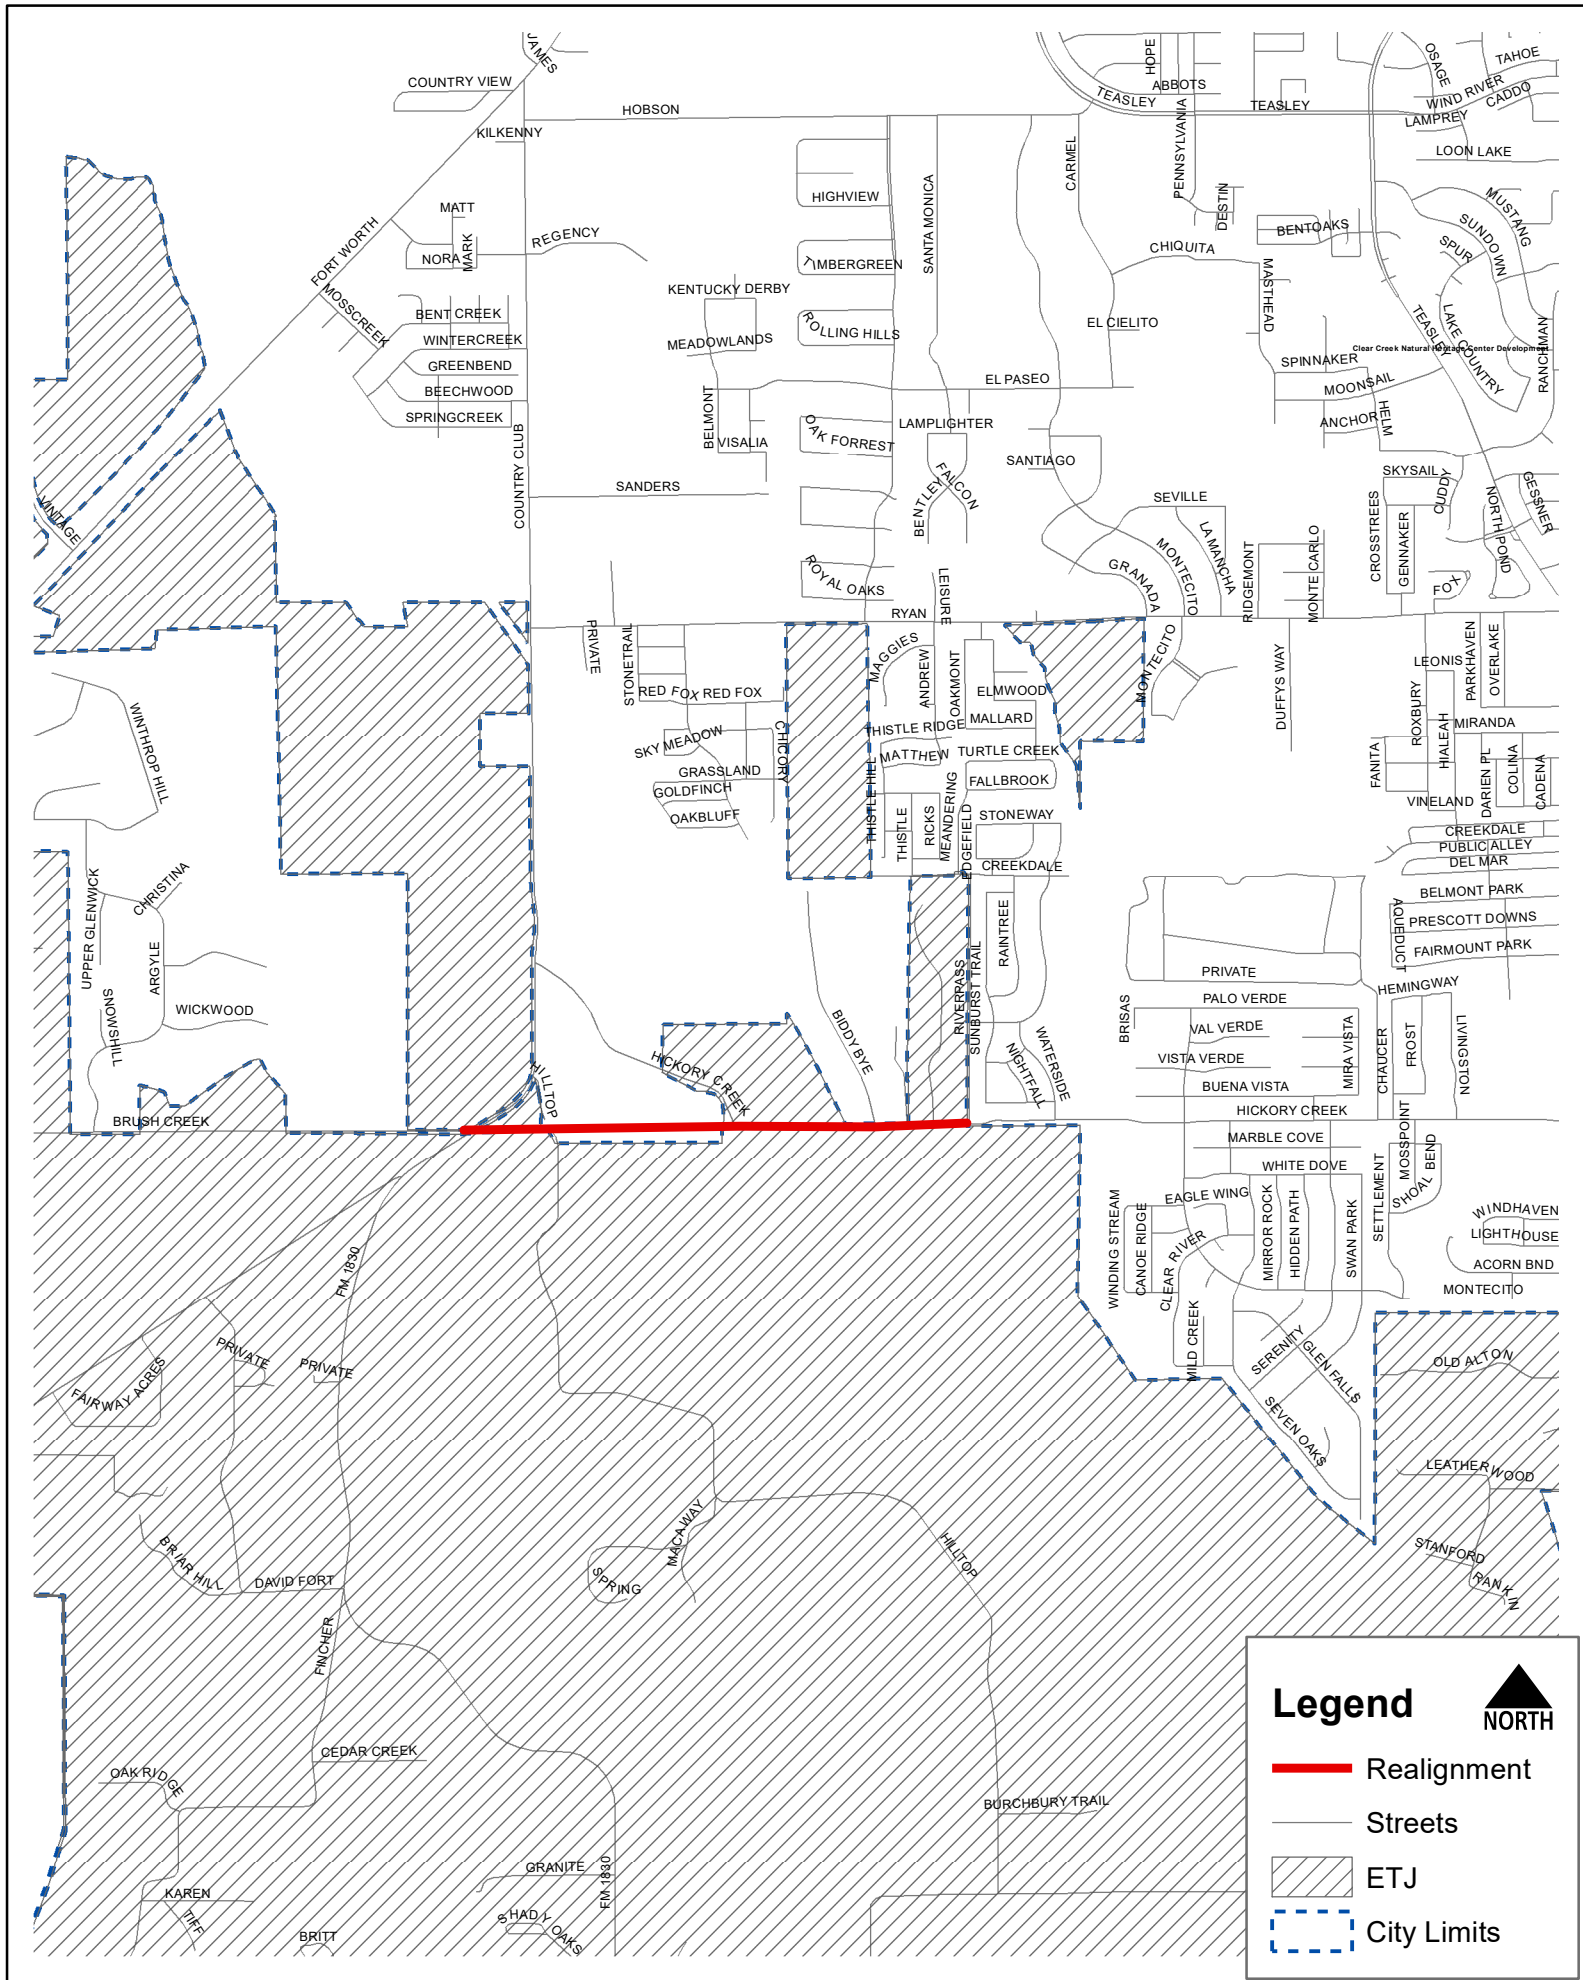 JAMES
COUNTRY VIEW
HOBSON
KILKENNY
HOPE
ABBOTS
TEASLEY
TEASLEY
PENNSYLVANIA
OSAGE
TAHOE
WIND RIVER
CADDO
LAMPREY
LOON LAKE
CARMEL
SANTA MONICA
HIGHVIEW
MATT
MARK
NORA
REGENCY
FORT WORTH
MOSSCREEK
TIMBERGREEN
DESTIN
BENTOAKS
CHIQUITA
MASTHEAD
MUSTANG
SUNDOWN
SPUR
KENTUCKY DERBY
MEADOWLANDS
ROLLING HILLS
BENT CREEK
WINTERCREEK
GREENBEND
BEECHWOOD
SPRINGCREEK
EL CIELITO
TEASLEY
LAKE COUNTRY
RANCHMAN
Clear Creek Natural Heritage Center Development
SPINNAKER
MOONSAIL
ANCHOR
HELM
EL PASEO
BELMONT
VISALIA
OAK FORREST
LAMPLIGHTER
FALCON
BENTLEY
SANTIAGO
COUNTRY CLUB
SANDERS
SEVILLE
LA MANCHA
MONTECITO
GRANADA
SKYSAIL
CUDDY
CROSSTREES
GENNAKER
NORTH POND
GESSNER
FOX
VINTAGE
ROYAL OAKS
LEISURE
RYAN
RIDGEMONT
MONTE CARLO
PRIVATE
STONETRAIL
RED FOX
RED FOX
SKY MEADOW
CHICORY
GRASSLAND
GOLDFINCH
OAKBLUFF
MAGGIES
ANDREW
OAKMONT
ELMWOOD
MALLARD
THISTLE RIDGE
MATTHEW
TURTLE CREEK
FALLBROOK
THISTLE HILL
THISTLE
RICKS
MEANDERING
EDGEFIELD
STONEWAY
CREEKDALE
MONTECITO
DUFFYS WAY
LEONIS
PARKHAVEN
OVERLAKE
ROXBURY
HIALEAH
MIRANDA
FANITA
DARIEN PL
COLINA
CADENA
VINELAND
CREEKDALE
PUBLIC ALLEY
DEL MAR
BELMONT PARK
AQUEDUCT
PRESCOTT DOWNS
FAIRMOUNT PARK
WINTHROP HILL
CHRISTINA
UPPER GLENWICK
ARGYLE
WICKWOOD
SNOWSHILL
BRUSH CREEK
HILLTOP
HICKORY CREEK
BIDDY BYE
RIVERPASS
SUNBURST TRAIL
RAINTREE
WATERSIDE
NIGHTFALL
PRIVATE
HEMINGWAY
BRISAS
PALO VERDE
VAL VERDE
VISTA VERDE
MIRA VISTA
BUENA VISTA
CHAUCER
FROST
LIVINGSTON
HICKORY CREEK
MARBLE COVE
MOSSPOINT
SHOAL BEND
WHITE DOVE
SETTLEMENT
EAGLE WING
WINDING STREAM
CANOE RIDGE
CLEAR RIVER
MIRROR ROCK
HIDDEN PATH
SWAN PARK
WINDHAVEN
LIGHTHOUSE
ACORN BND
MONTECITO
MILD CREEK
SERENITY
GLEN FALLS
SEVEN OAKS
OLD ALTON
LEATHERWOOD
STANFORD
RANKIN
FM 1830
PRIVATE
PRIVATE
FAIRWAY ACRES
BRIAR HILL
DAVID FORT
FINCHER
MACAWAY
SPRING
HILLTOP
CEDAR CREEK
OAK RIDGE
BURCHBURY TRAIL
GRANITE
FM 1830
KAREN
TIFF
BRITT
SHADY OAKS
Legend
NORTH
Realignment
Streets
ETJ
City Limits